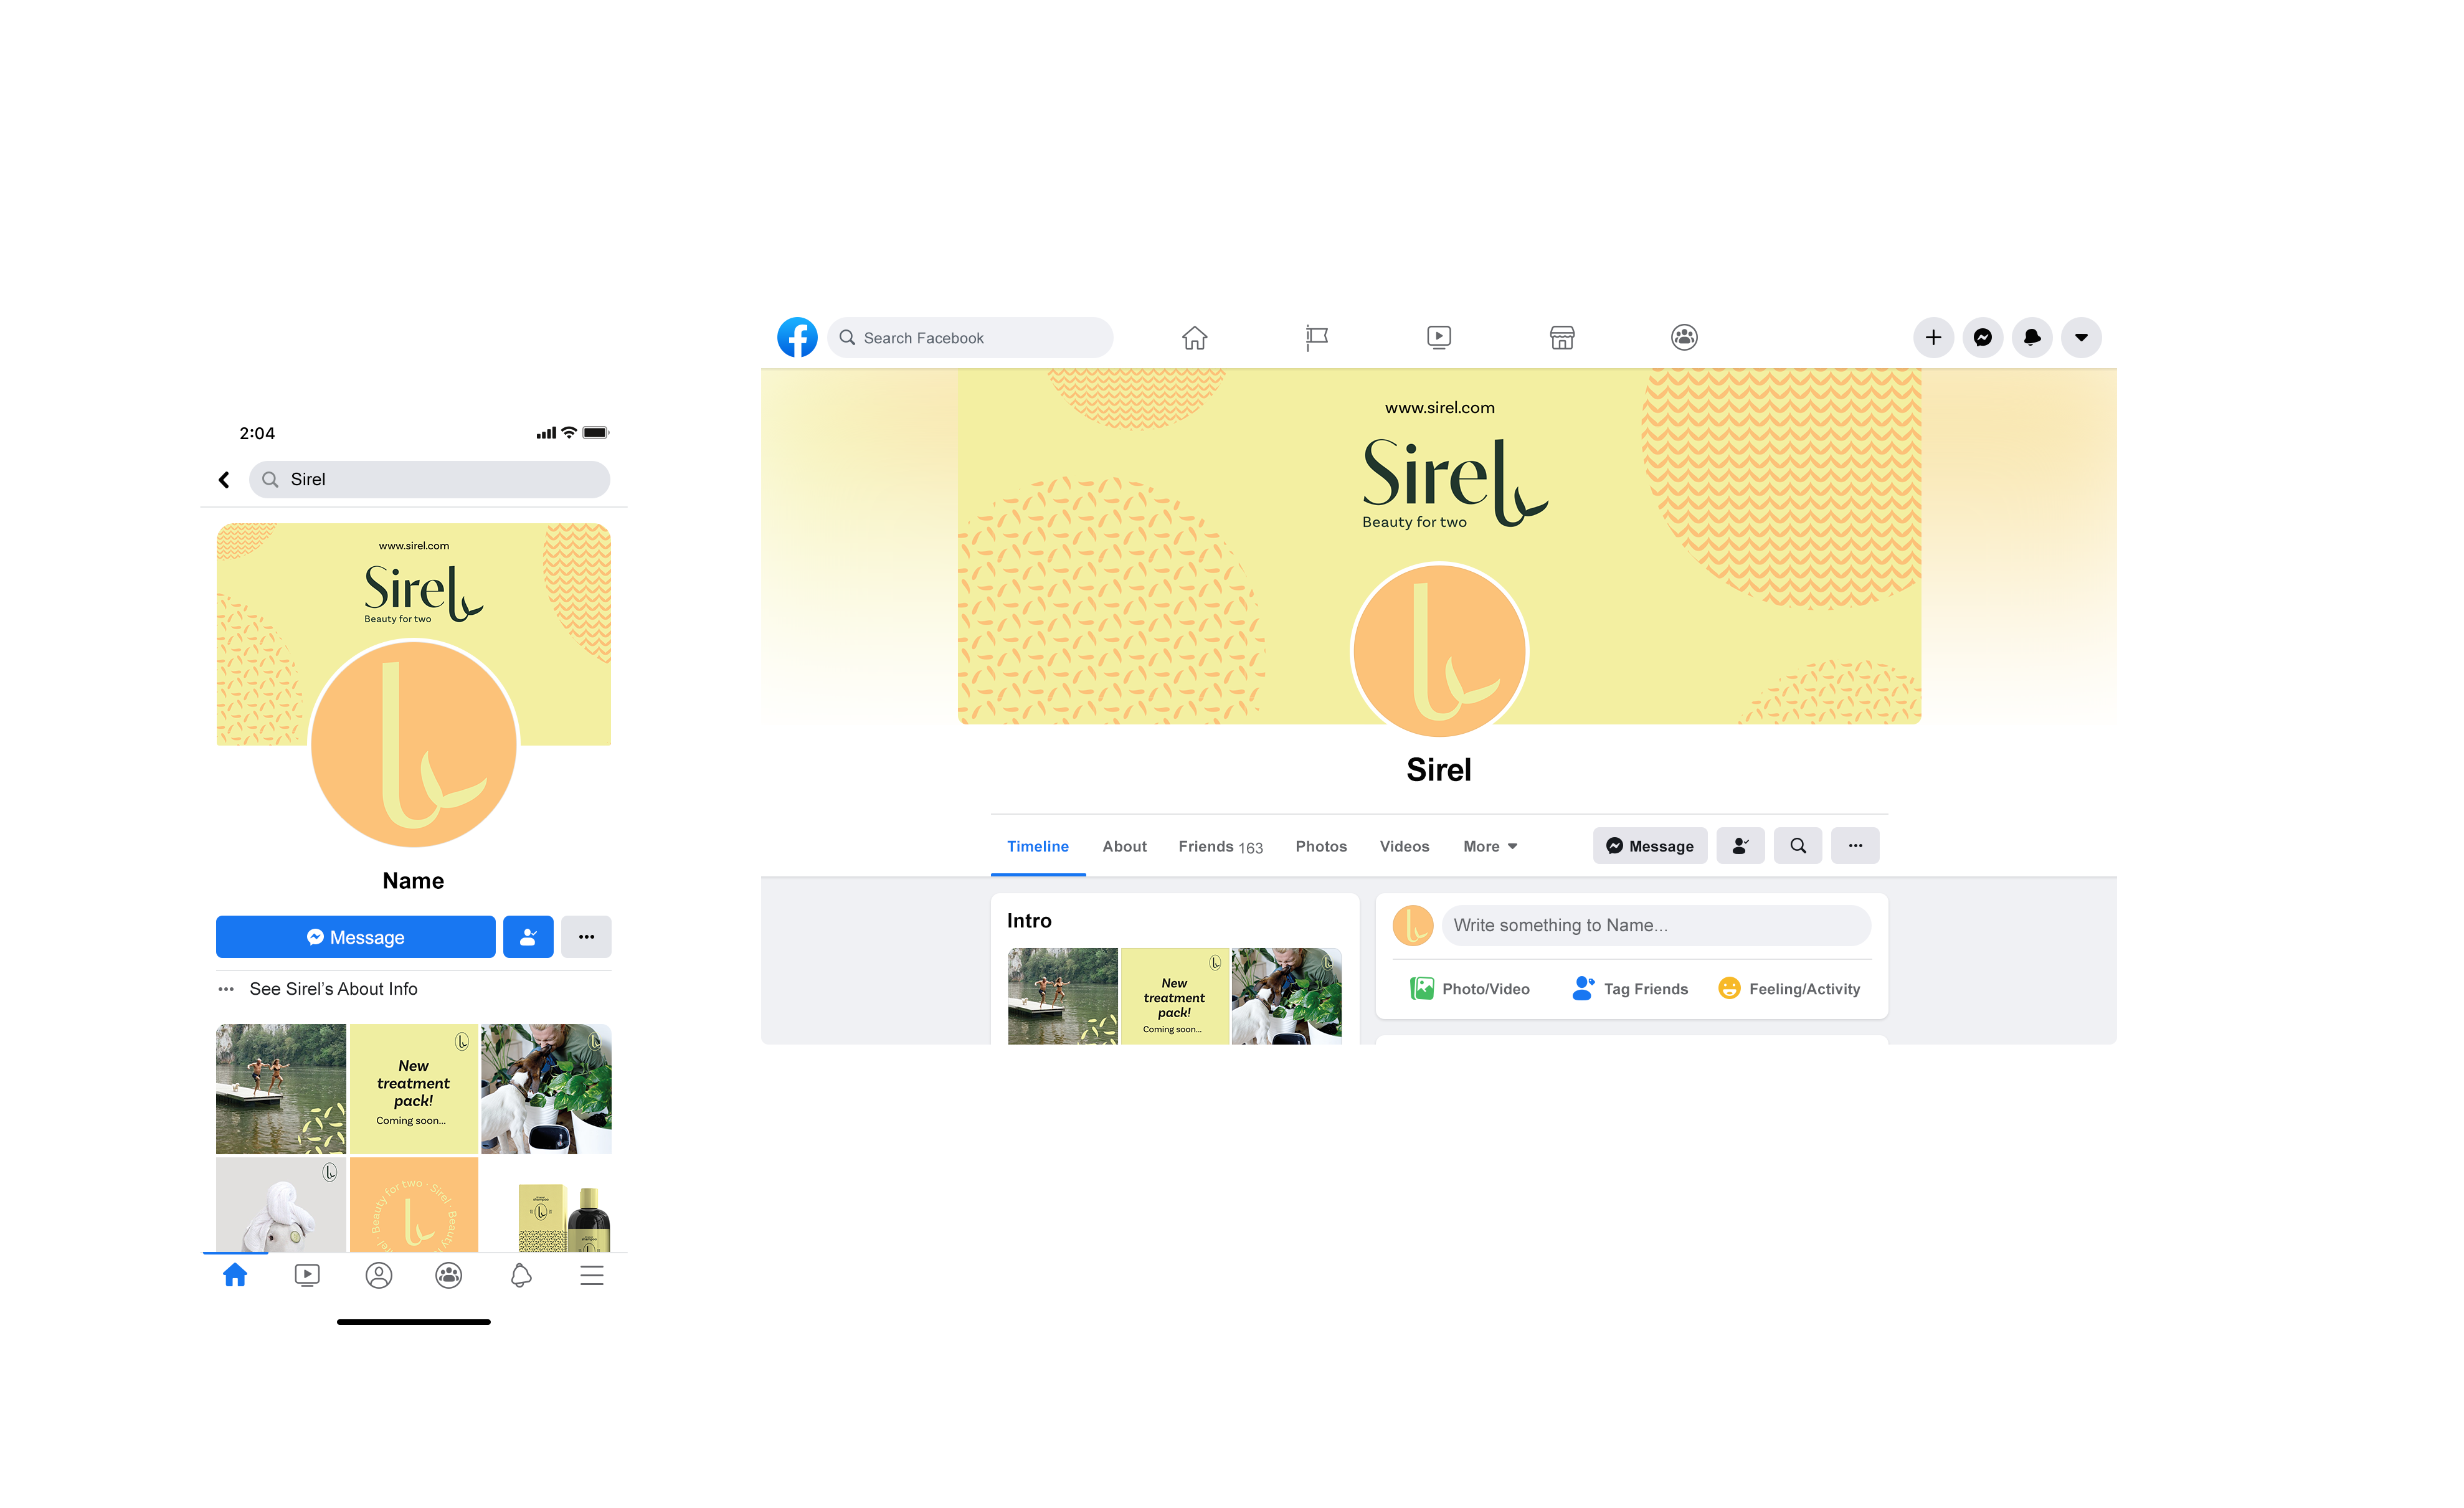 2:04
Sirel
www.sirel.com
Sirel
Beauty for two
Name
Message
See Sirel's About Info
New
treatment
pack!
Coming soon...
Beauty for two · Sirel · Beauty
shampoo
Search Facebook
www.sirel.com
Sirel
Beauty for two
Sirel
Timeline
About
Friends 163
Photos
Videos
More
Message
Intro
New
treatment
pack!
Coming soon...
Write something to Name...
Photo/Video
Tag Friends
Feeling/Activity